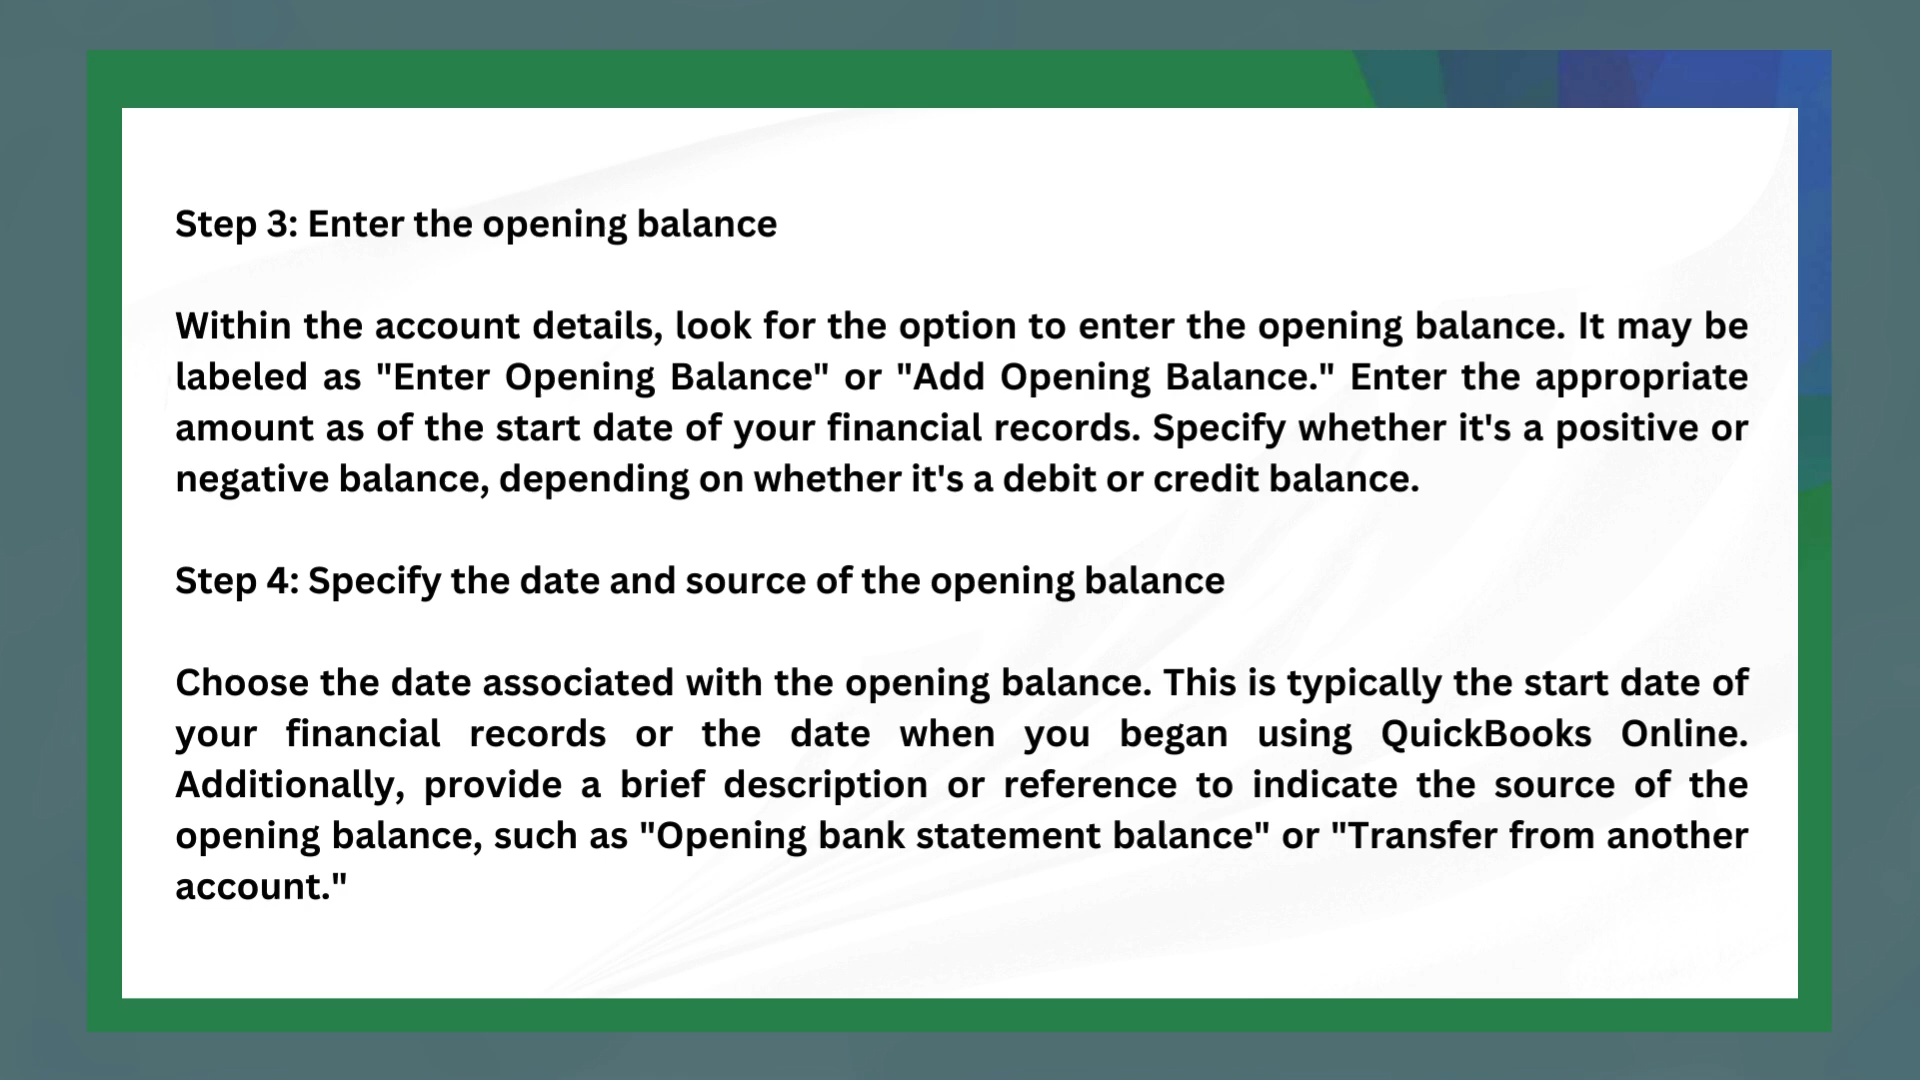 Step 3: Enter the opening balance
Within the account details, look for the option to enter the opening balance. It may be
labeled as "Enter Opening Balance" or "Add Opening Balance." Enter the appropriate
amount as of the start date of your financial records. Specify whether it's a positive or
negative balance, depending on whether it's a debit or credit balance.
Step 4: Specify the date and source of the opening balance
Choose the date associated with the opening balance. This is typically the start date of
your financial records or the date when you began using QuickBooks Online.
Additionally, provide a brief description or reference to indicate the source of the
opening balance, such as "Opening bank statement balance" or "Transfer from another
account."